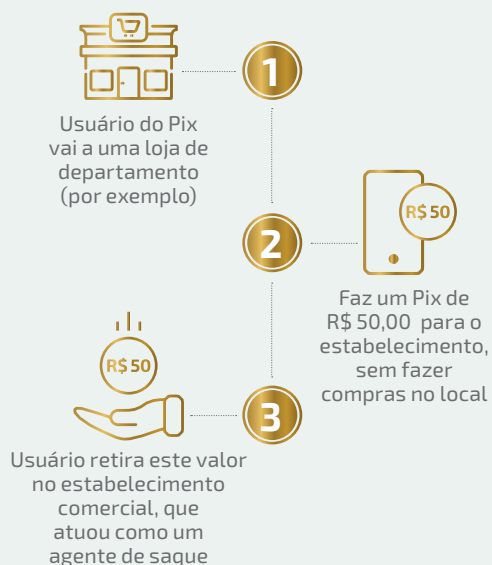 1
Usuário do Pix
vai a uma loja de
departamento
(por exemplo)
2
R$ 50
Faz um Pix de
R$ 50,00 para o
estabelecimento,
sem fazer
compras no local
R$ 50
3
Usuário retira este valor
no estabelecimento
comercial, que
atuou como um
agente de saque